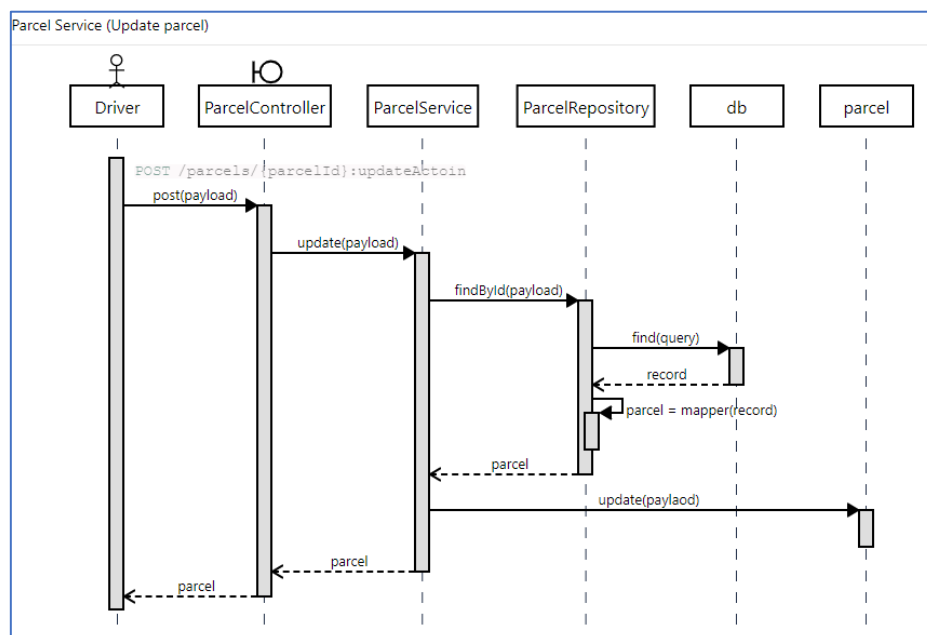 Parcel Service (Update parcel)
Driver
ParcelController
ParcelService
ParcelRepository
db
parcel
POST /parcels/{parcelId}:updateActoin
post(payload)
update(payload)
findById(payload)
find(query)
record
parcel = mapper(record)
parcel
update(paylaod)
parcel
parcel